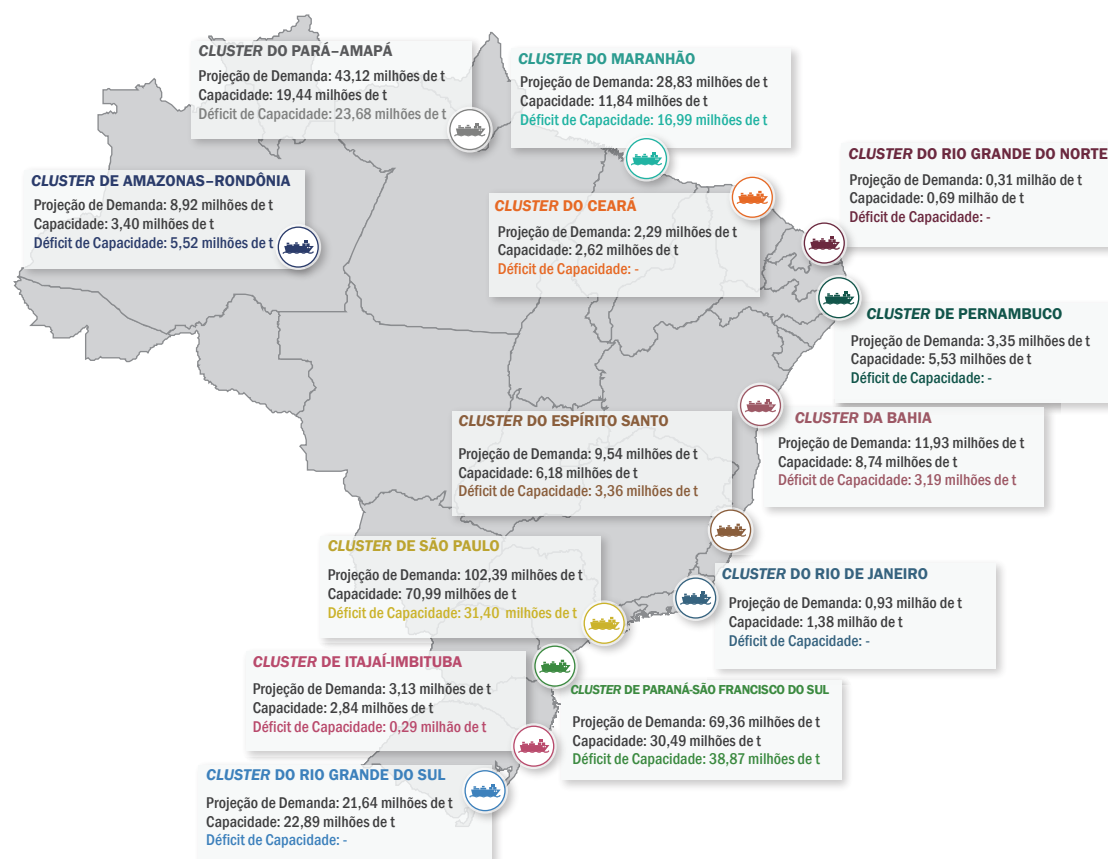 CLUSTER DO PARÁ–AMAPÁ
Projeção de Demanda: 43,12 milhões de t
Capacidade: 19,44 milhões de t
Déficit de Capacidade: 23,68 milhões de t
CLUSTER DO MARANHÃO
Projeção de Demanda: 28,83 milhões de t
Capacidade: 11,84 milhões de t
Déficit de Capacidade: 16,99 milhões de t
CLUSTER DO RIO GRANDE DO NORTE
Projeção de Demanda: 0,31 milhão de t
Capacidade: 0,69 milhão de t
Déficit de Capacidade: -
CLUSTER DE AMAZONAS–RONDÔNIA
Projeção de Demanda: 8,92 milhões de t
Capacidade: 3,40 milhões de t
Déficit de Capacidade: 5,52 milhões de t
CLUSTER DO CEARÁ
Projeção de Demanda: 2,29 milhões de t
Capacidade: 2,62 milhões de t
Déficit de Capacidade: -
CLUSTER DE PERNAMBUCO
Projeção de Demanda: 3,35 milhões de t
Capacidade: 5,53 milhões de t
Déficit de Capacidade: -
CLUSTER DA BAHIA
Projeção de Demanda: 11,93 milhões de t
Capacidade: 8,74 milhões de t
Déficit de Capacidade: 3,19 milhões de t
CLUSTER DO ESPÍRITO SANTO
Projeção de Demanda: 9,54 milhões de t
Capacidade: 6,18 milhões de t
Déficit de Capacidade: 3,36 milhões de t
CLUSTER DE SÃO PAULO
Projeção de Demanda: 102,39 milhões de t
Capacidade: 70,99 milhões de t
Déficit de Capacidade: 31,40 milhões de t
CLUSTER DO RIO DE JANEIRO
Projeção de Demanda: 0,93 milhão de t
Capacidade: 1,38 milhão de t
Déficit de Capacidade: -
CLUSTER DE ITAJAÍ-IMBITUBA
Projeção de Demanda: 3,13 milhões de t
Capacidade: 2,84 milhões de t
Déficit de Capacidade: 0,29 milhão de t
CLUSTER DE PARANÁ-SÃO FRANCISCO DO SUL
Projeção de Demanda: 69,36 milhões de t
Capacidade: 30,49 milhões de t
Déficit de Capacidade: 38,87 milhões de t
CLUSTER DO RIO GRANDE DO SUL
Projeção de Demanda: 21,64 milhões de t
Capacidade: 22,89 milhões de t
Déficit de Capacidade: -